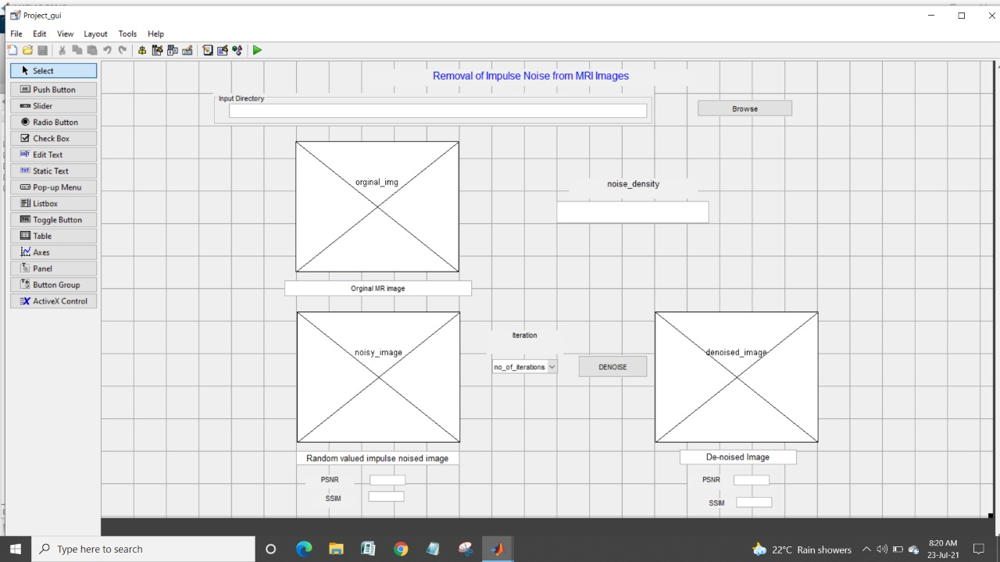 Project_gui
File Edit View Layout Tools Help
Select
Push Button
Slider
Radio Button
Check Box
Edit Text
Static Text
Pop-up Menu
Listbox
Toggle Button
Table
Axes
Panel
Button Group
ActiveX Control
Removal of Impulse Noise from MRI Images
Input Directory
Browse
orginal_img
noise_density
Orginal MR image
noisy_image
Iteration
no_of_iterations
DENOISE
denoised_image
Random valued impulse noised image
PSNR
SSIM
De-noised Image
PSNR
SSIM
Type here to search
22°C Rain showers
8:20 AM
23-Jul-21